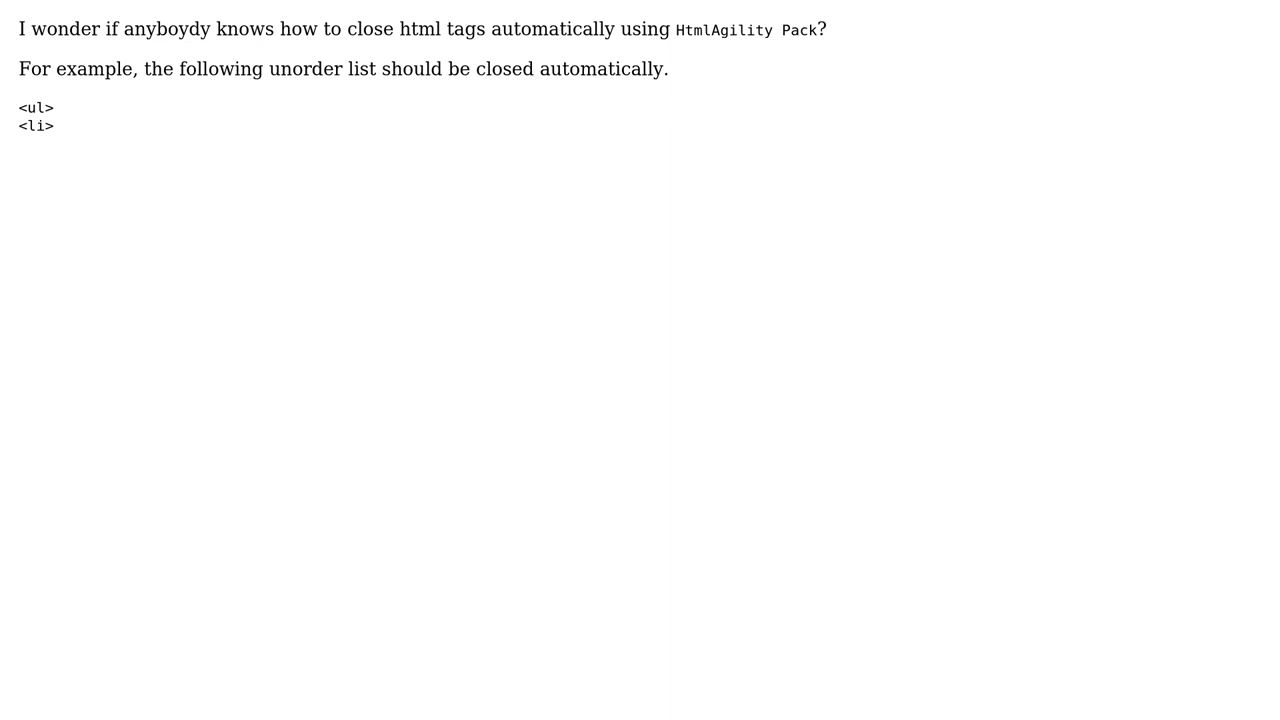 I wonder if anyboydy knows how to close html tags automatically using HtmlAgility Pack?
For example, the following unorder list should be closed automatically.
<ul>
<li>